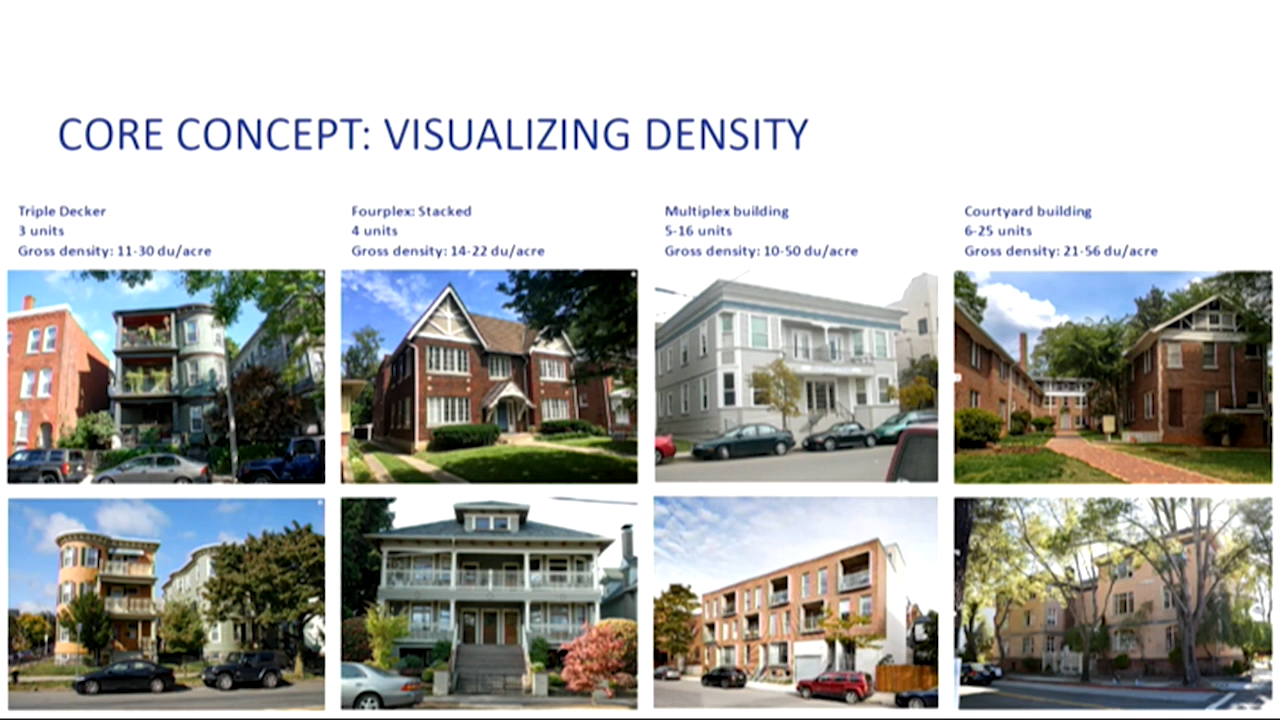 CORE CONCEPT: VISUALIZING DENSITY
Triple Decker
3 units
Gross density: 11-30 du/acre
Fourplex: Stacked
4 units
Gross density: 14-22 du/acre
Multiplex building
5-16 units
Gross density: 10-50 du/acre
Courtyard building
6-25 units
Gross density: 21-56 du/acre